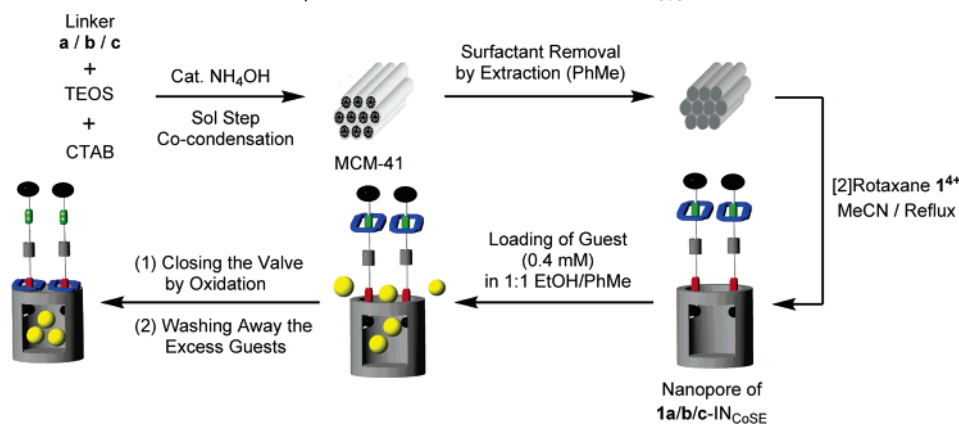 Linker
a / b / c
+
TEOS
+
CTAB
Cat. NH₄OH
Sol Step
Co-condensation
MCM-41
Surfactant Removal
by Extraction (PhMe)
[2]Rotaxane 1⁴⁺
MeCN / Reflux
Nanopore of
1a/b/c-IN_CoSE
Loading of Guest
(0.4 mM)
in 1:1 EtOH/PhMe
(1) Closing the Valve
by Oxidation
(2) Washing Away the
Excess Guests